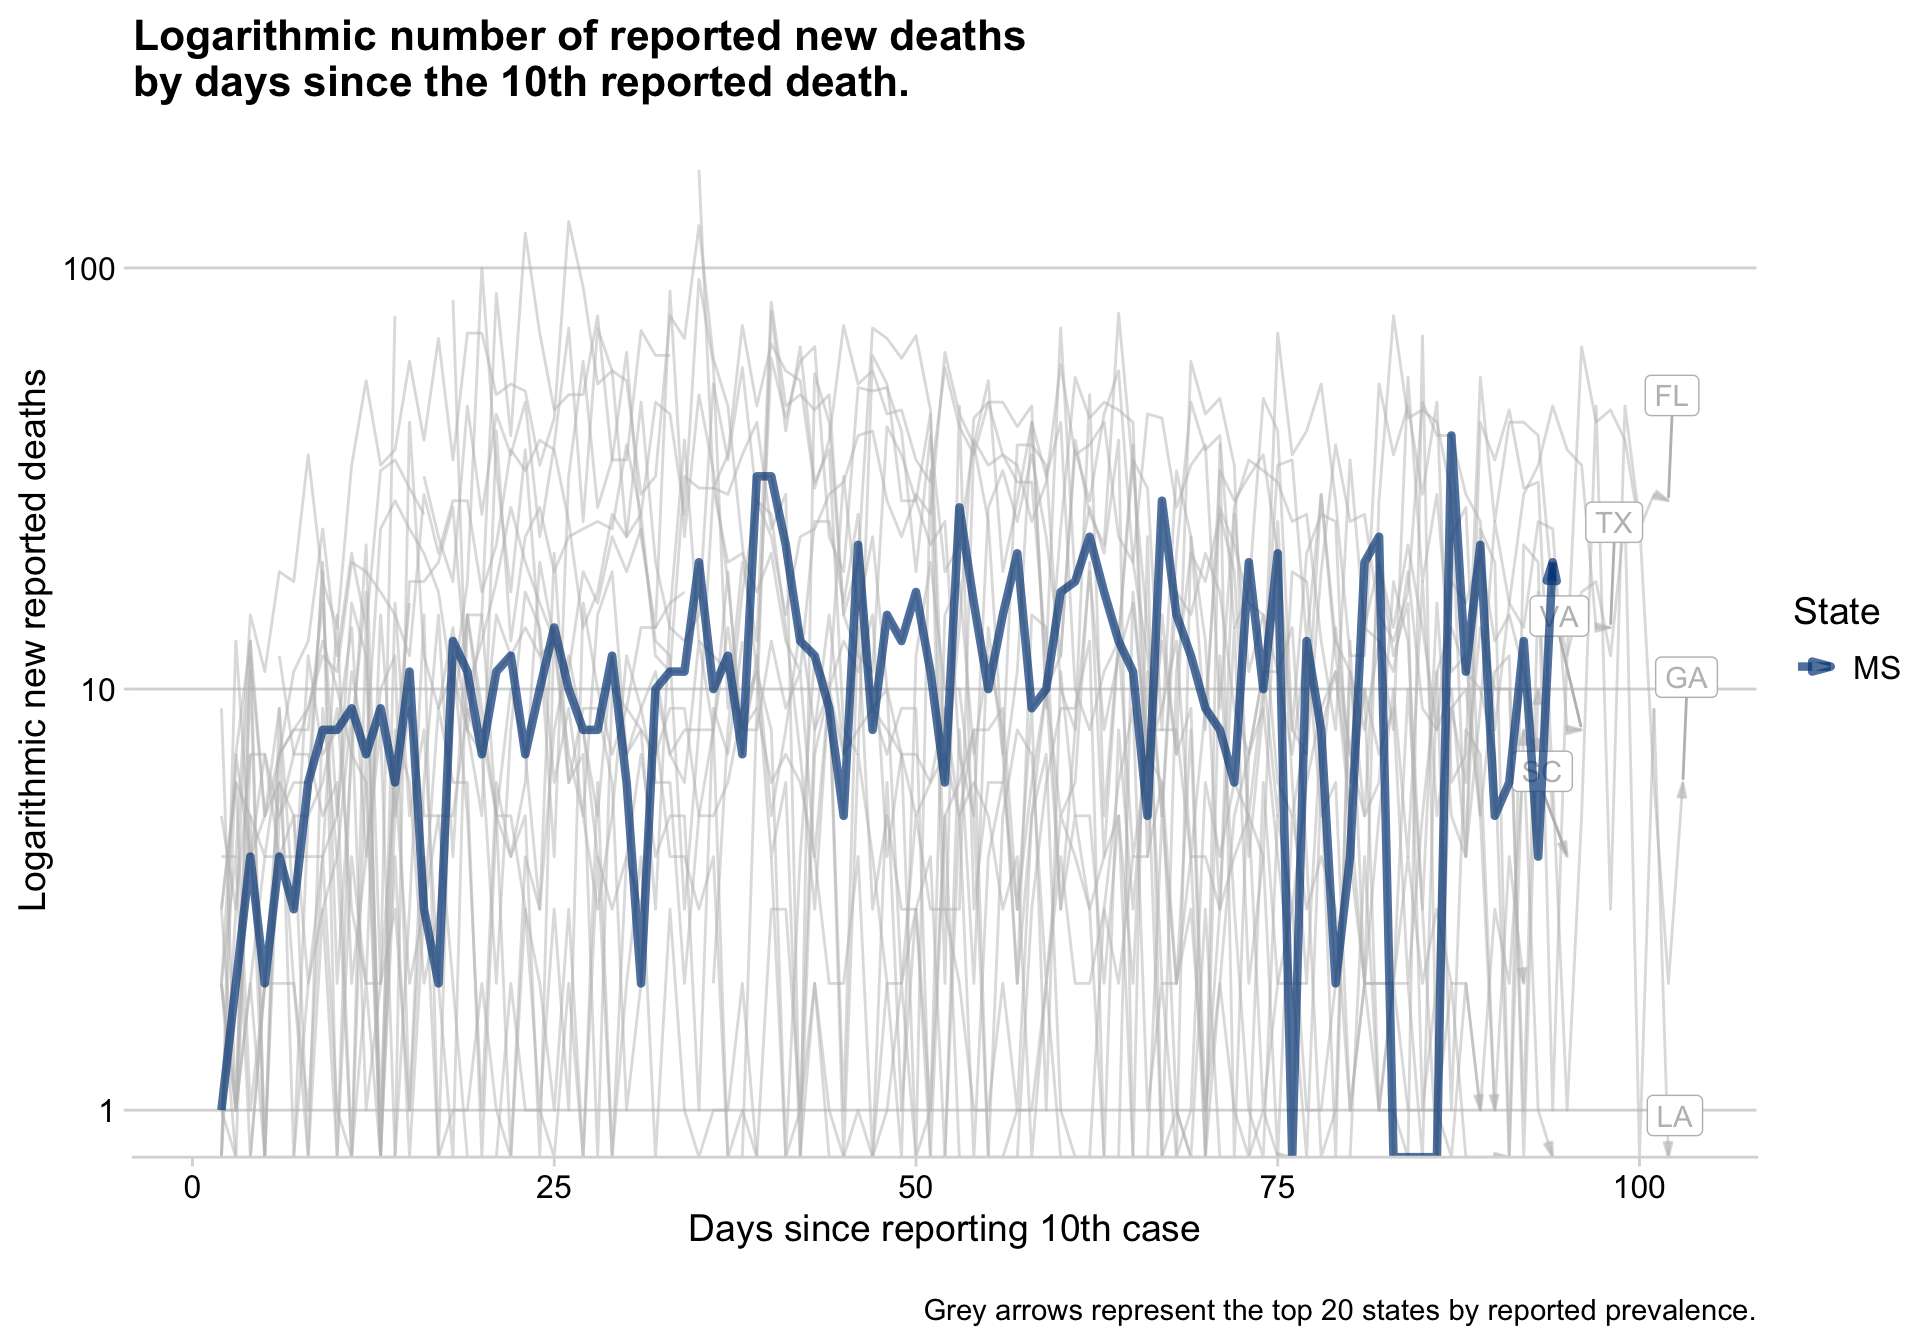 Logarithmic number of reported new deaths
by days since the 10th reported death.
Logarithmic new reported deaths
100
10
1
FL
TX
VA
GA
SC
LA
State
MS
0
25
50
75
100
Days since reporting 10th case
Grey arrows represent the top 20 states by reported prevalence.